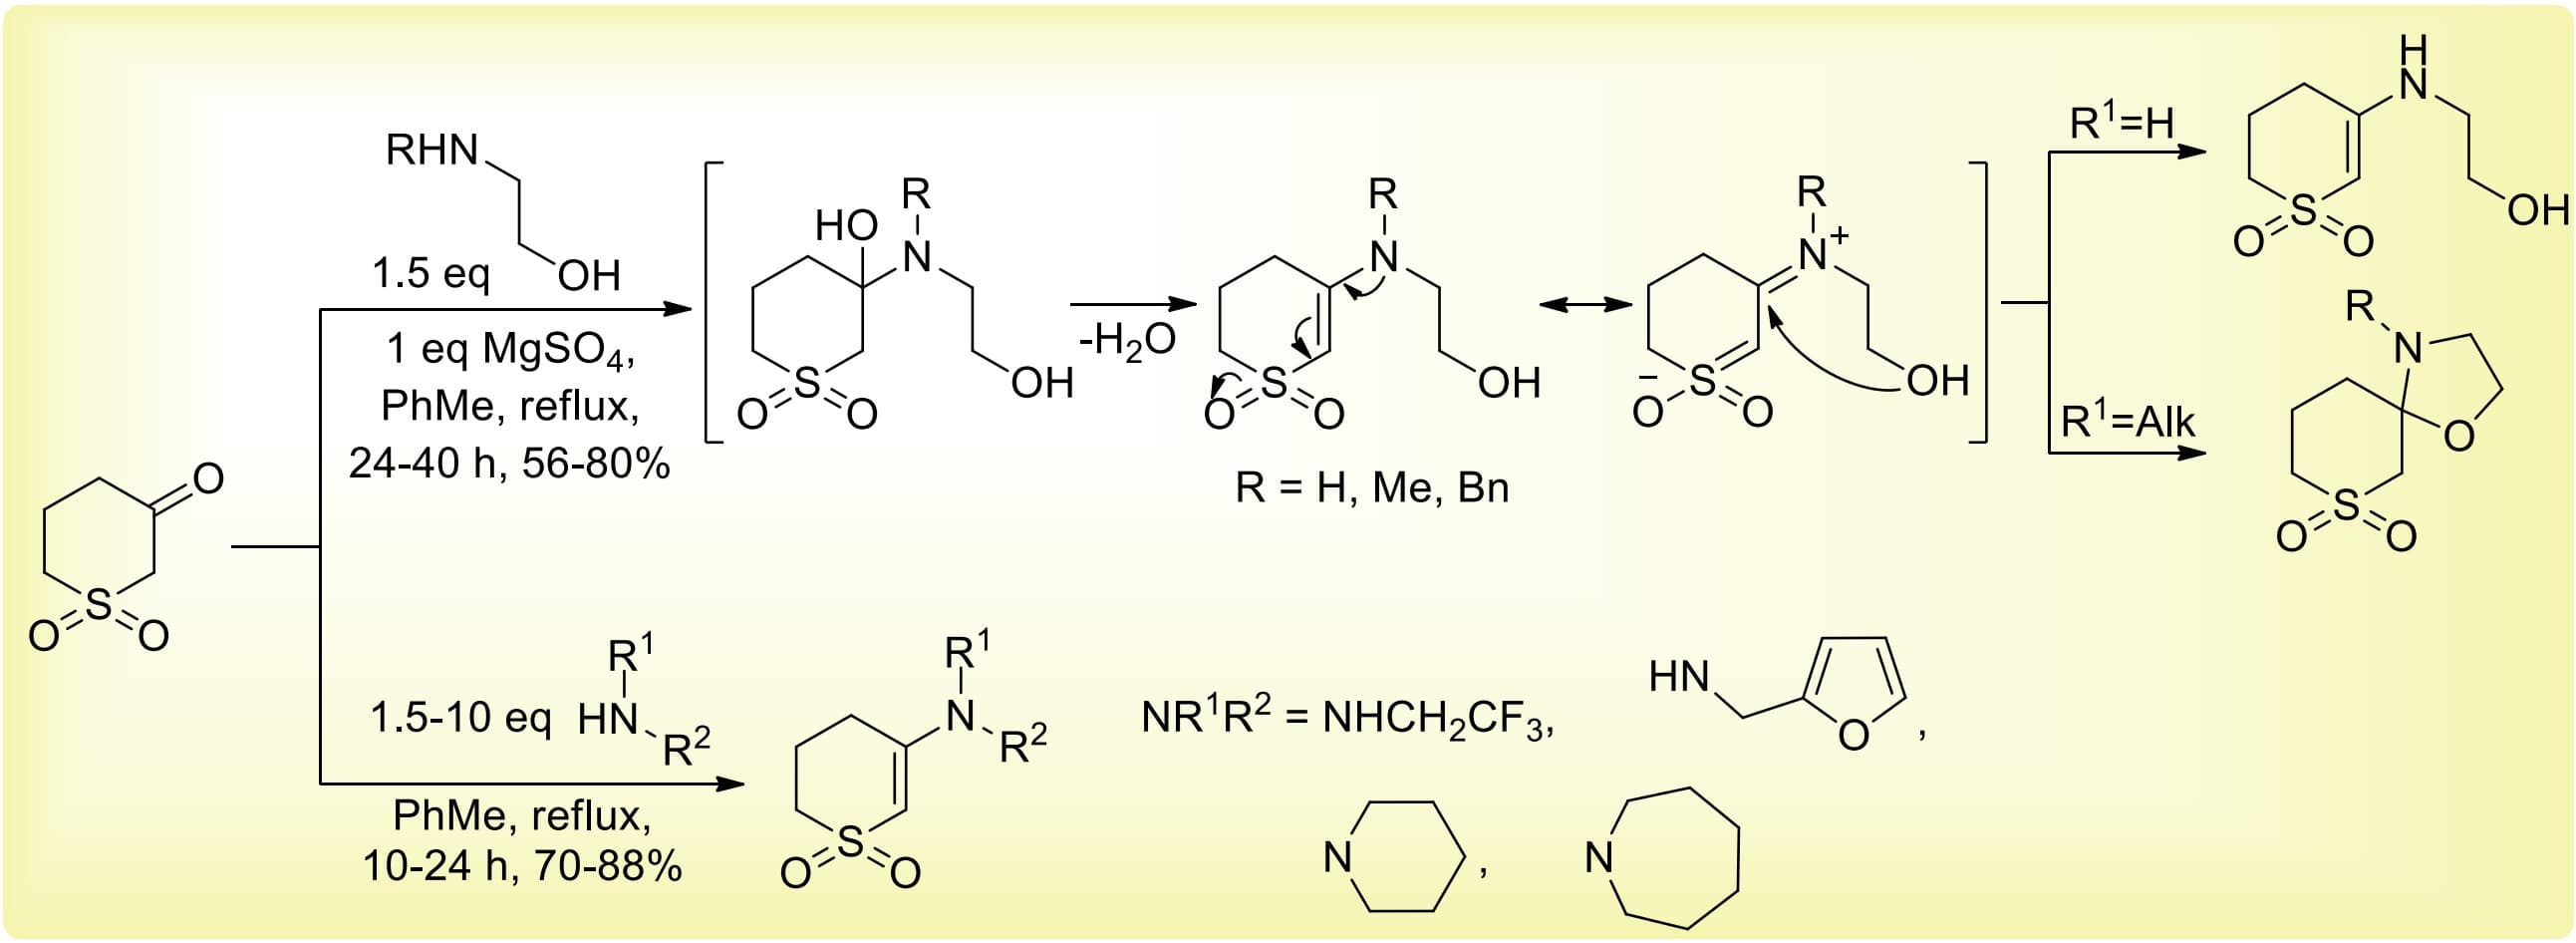 RHN
OH
1.5 eq
1 eq MgSO₄,
PhMe, reflux,
24-40 h, 56-80%
O
S
O O
HO
R
N
OH
S
O O
-H₂O
R
N
OH
S
O O
R
N⁺
OH
S
⁻O O
R = H, Me, Bn
R¹=H
H
N
OH
S
O O
R¹=Alk
R
N
O
S
O O
R¹
1.5-10 eq HN
R²
PhMe, reflux,
10-24 h, 70-88%
R¹
N
R²
S
O O
NR¹R² = NHCH₂CF₃,
HN
O ,
N ,
N